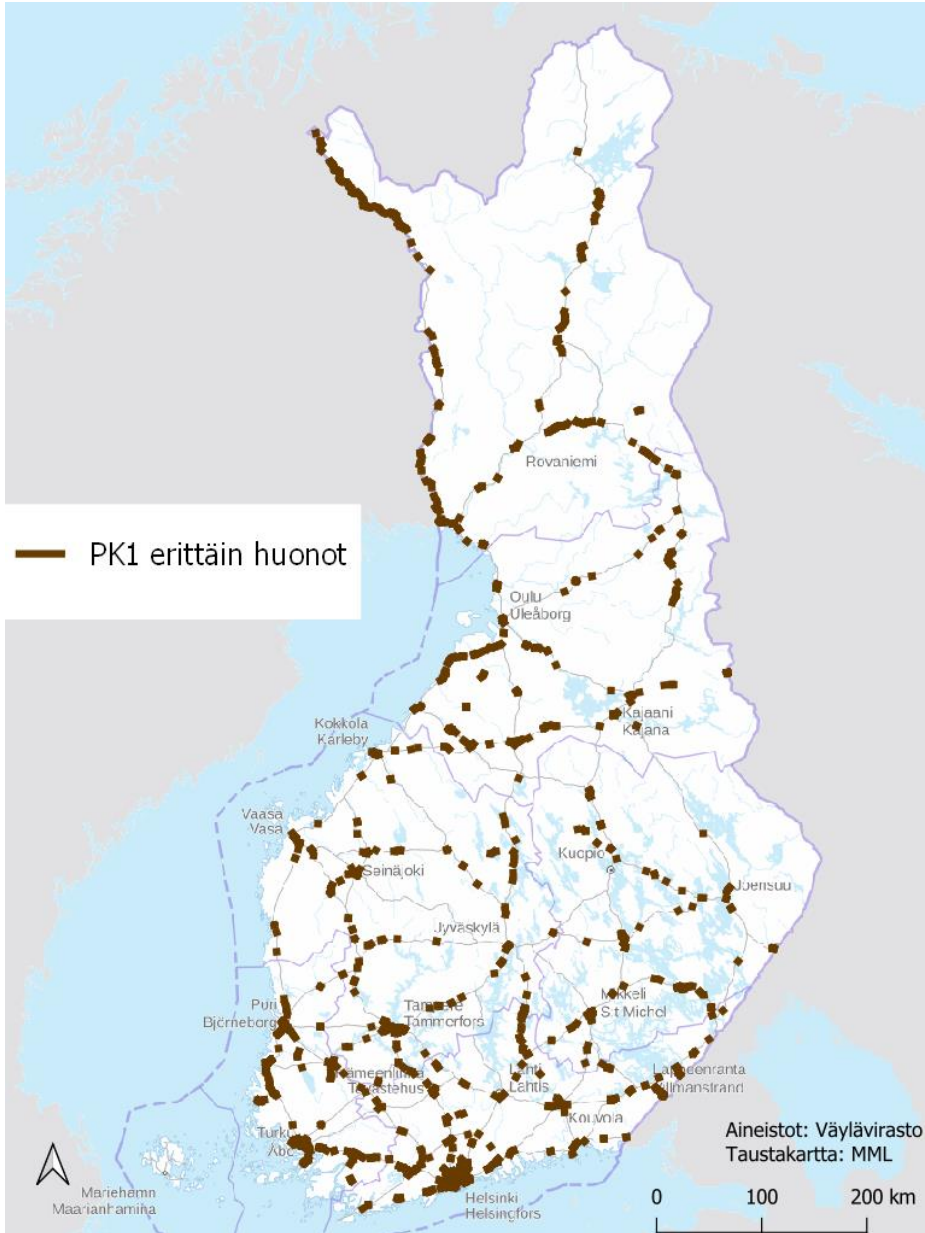 Rovaniemi
PK1 erittäin huonot
Oulu
Uleåborg
Kajaani
Kajana
Kokkola
Karleby
Vaasa
Vasa
Kuopio
Seinäjoki
Joensuu
Jyväskylä
Mikkeli
S:t Michel
Pori
Björneborg
Tampere
Tammerfors
Hämeenlinna
Tavastehus
Lahti
Lahtis
Lappeenranta
Villmanstrand
Kouvola
Turku
Åbo
Aineistot: Väylävirasto
Taustakartta: MML
Mariehamn
Maarianhamina
Helsinki
Helsingfors
0 100 200 km